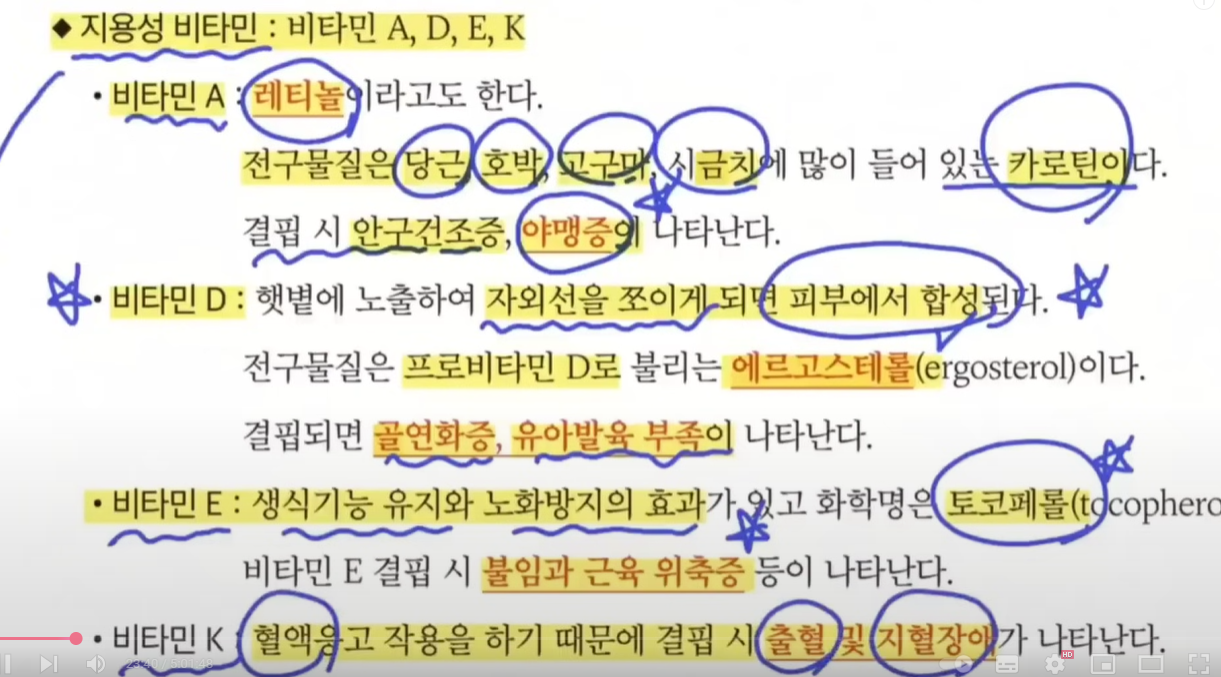 ◆ 지용성 비타민 : 비타민 A, D, E, K
• 비타민 A : 레티놀이라고도 한다.
전구물질은 당근, 호박, 고구마, 시금치에 많이 들어 있는 카로틴이다.
결핍 시 안구건조증, 야맹증이 나타난다.
• 비타민 D : 햇볕에 노출하여 자외선을 쪼이게 되면 피부에서 합성된다.
전구물질은 프로비타민 D로 불리는 에르고스테롤(ergosterol)이다.
결핍되면 골연화증, 유아발육 부족이 나타난다.
• 비타민 E : 생식기능 유지와 노화방지의 효과가 있고 화학명은 토코페롤(tocophero
비타민 E 결핍 시 불임과 근육 위축증 등이 나타난다.
• 비타민 K : 혈액응고 작용을 하기 때문에 결핍 시 출혈 및 지혈장애가 나타난다.
23:40 / 5:01:48
HD